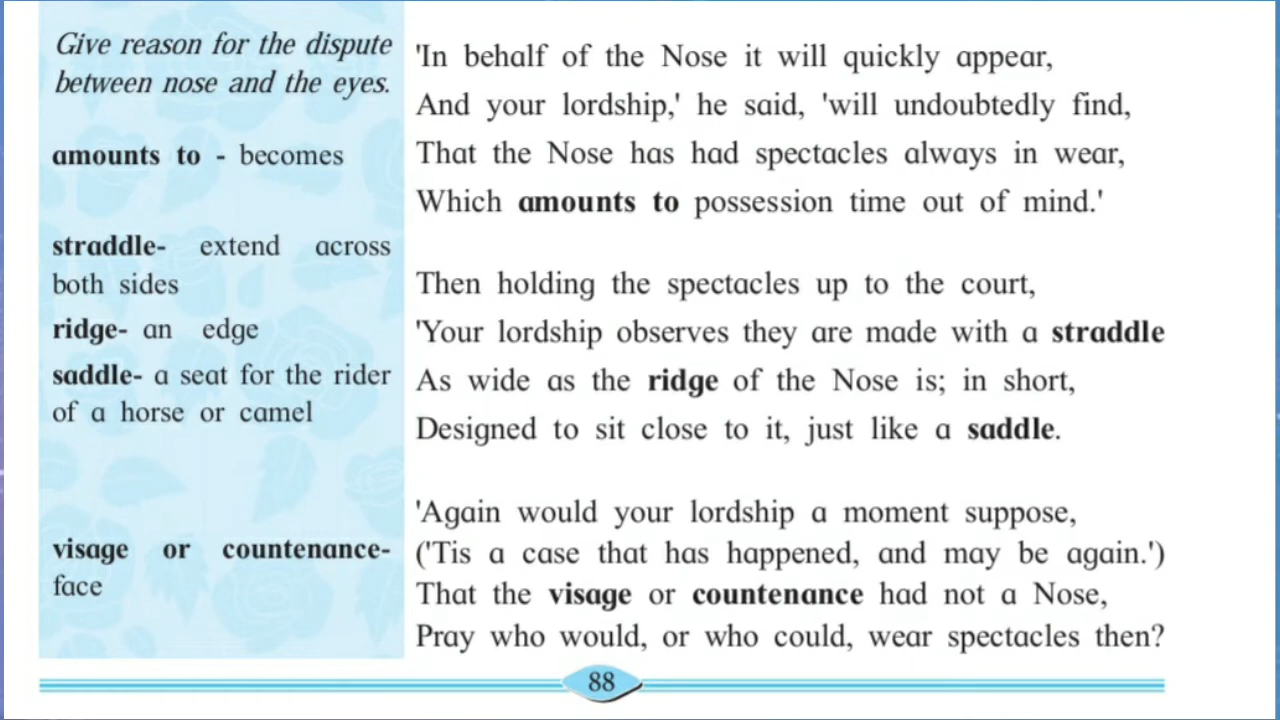 Give reason for the dispute
between nose and the eyes.
amounts to - becomes
straddle- extend across
both sides
ridge- an edge
saddle- a seat for the rider
of a horse or camel
visage or countenance-
face
'In behalf of the Nose it will quickly appear,
And your lordship,' he said, 'will undoubtedly find,
That the Nose has had spectacles always in wear,
Which amounts to possession time out of mind.'
Then holding the spectacles up to the court,
'Your lordship observes they are made with a straddle
As wide as the ridge of the Nose is; in short,
Designed to sit close to it, just like a saddle.
'Again would your lordship a moment suppose,
('Tis a case that has happened, and may be again.')
That the visage or countenance had not a Nose,
Pray who would, or who could, wear spectacles then?
88